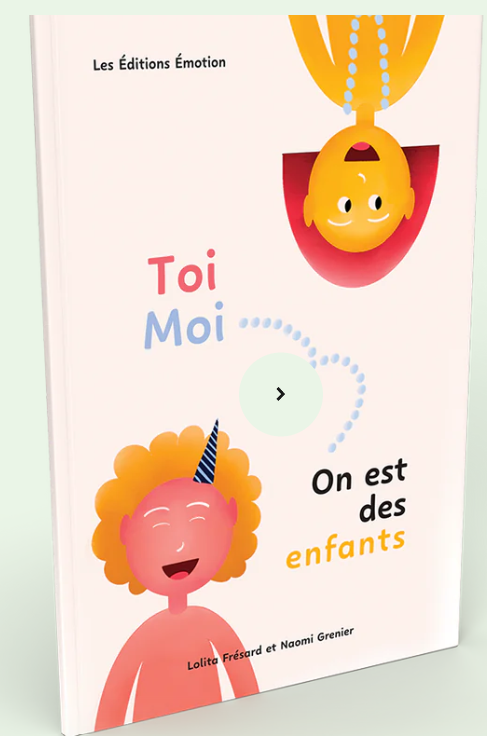 Les Éditions Émotion
Toi
Moi
On est
des
enfants
Lolita Frésard et Naomi Grenier